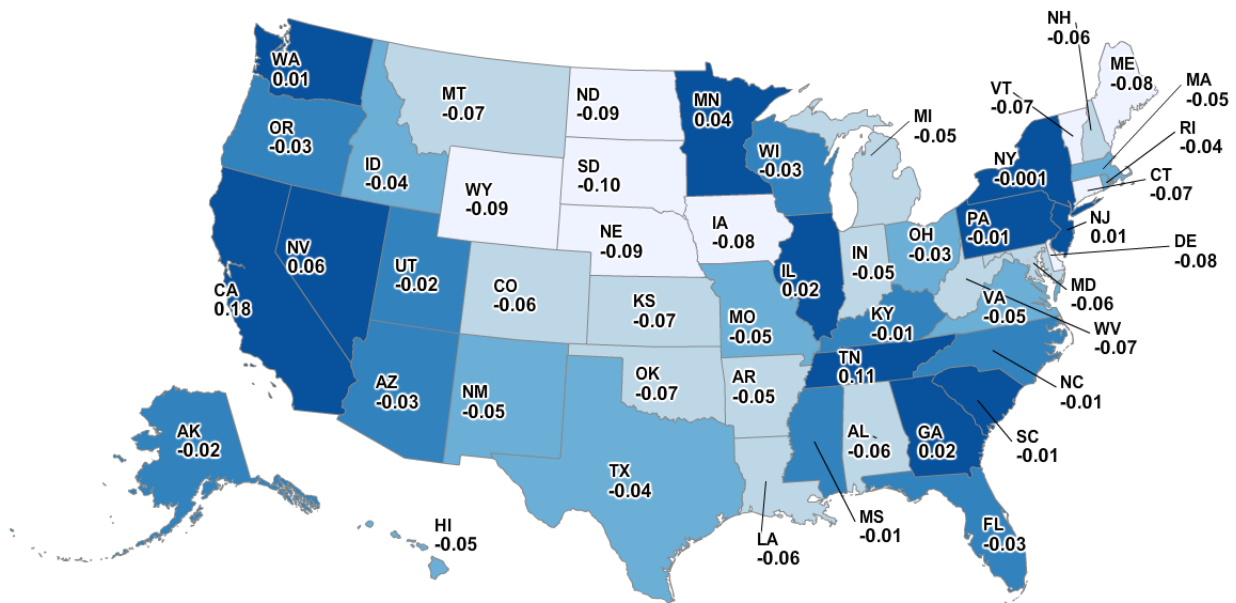 WA
0.01
OR
-0.03
CA
0.18
NV
0.06
ID
-0.04
MT
-0.07
WY
-0.09
UT
-0.02
AZ
-0.03
CO
-0.06
NM
-0.05
ND
-0.09
SD
-0.10
NE
-0.09
KS
-0.07
OK
-0.07
TX
-0.04
MN
0.04
IA
-0.08
MO
-0.05
AR
-0.05
LA
-0.06
WI
-0.03
IL
0.02
MI
-0.05
IN
-0.05
OH
-0.03
KY
-0.01
TN
0.11
MS
-0.01
AL
-0.06
GA
0.02
FL
-0.03
SC
-0.01
NC
-0.01
VA
-0.05
WV
-0.07
MD
-0.06
DE
-0.08
PA
-0.01
NJ
0.01
NY
-0.001
CT
-0.07
RI
-0.04
MA
-0.05
VT
-0.07
NH
-0.06
ME
-0.08
AK
-0.02
HI
-0.05